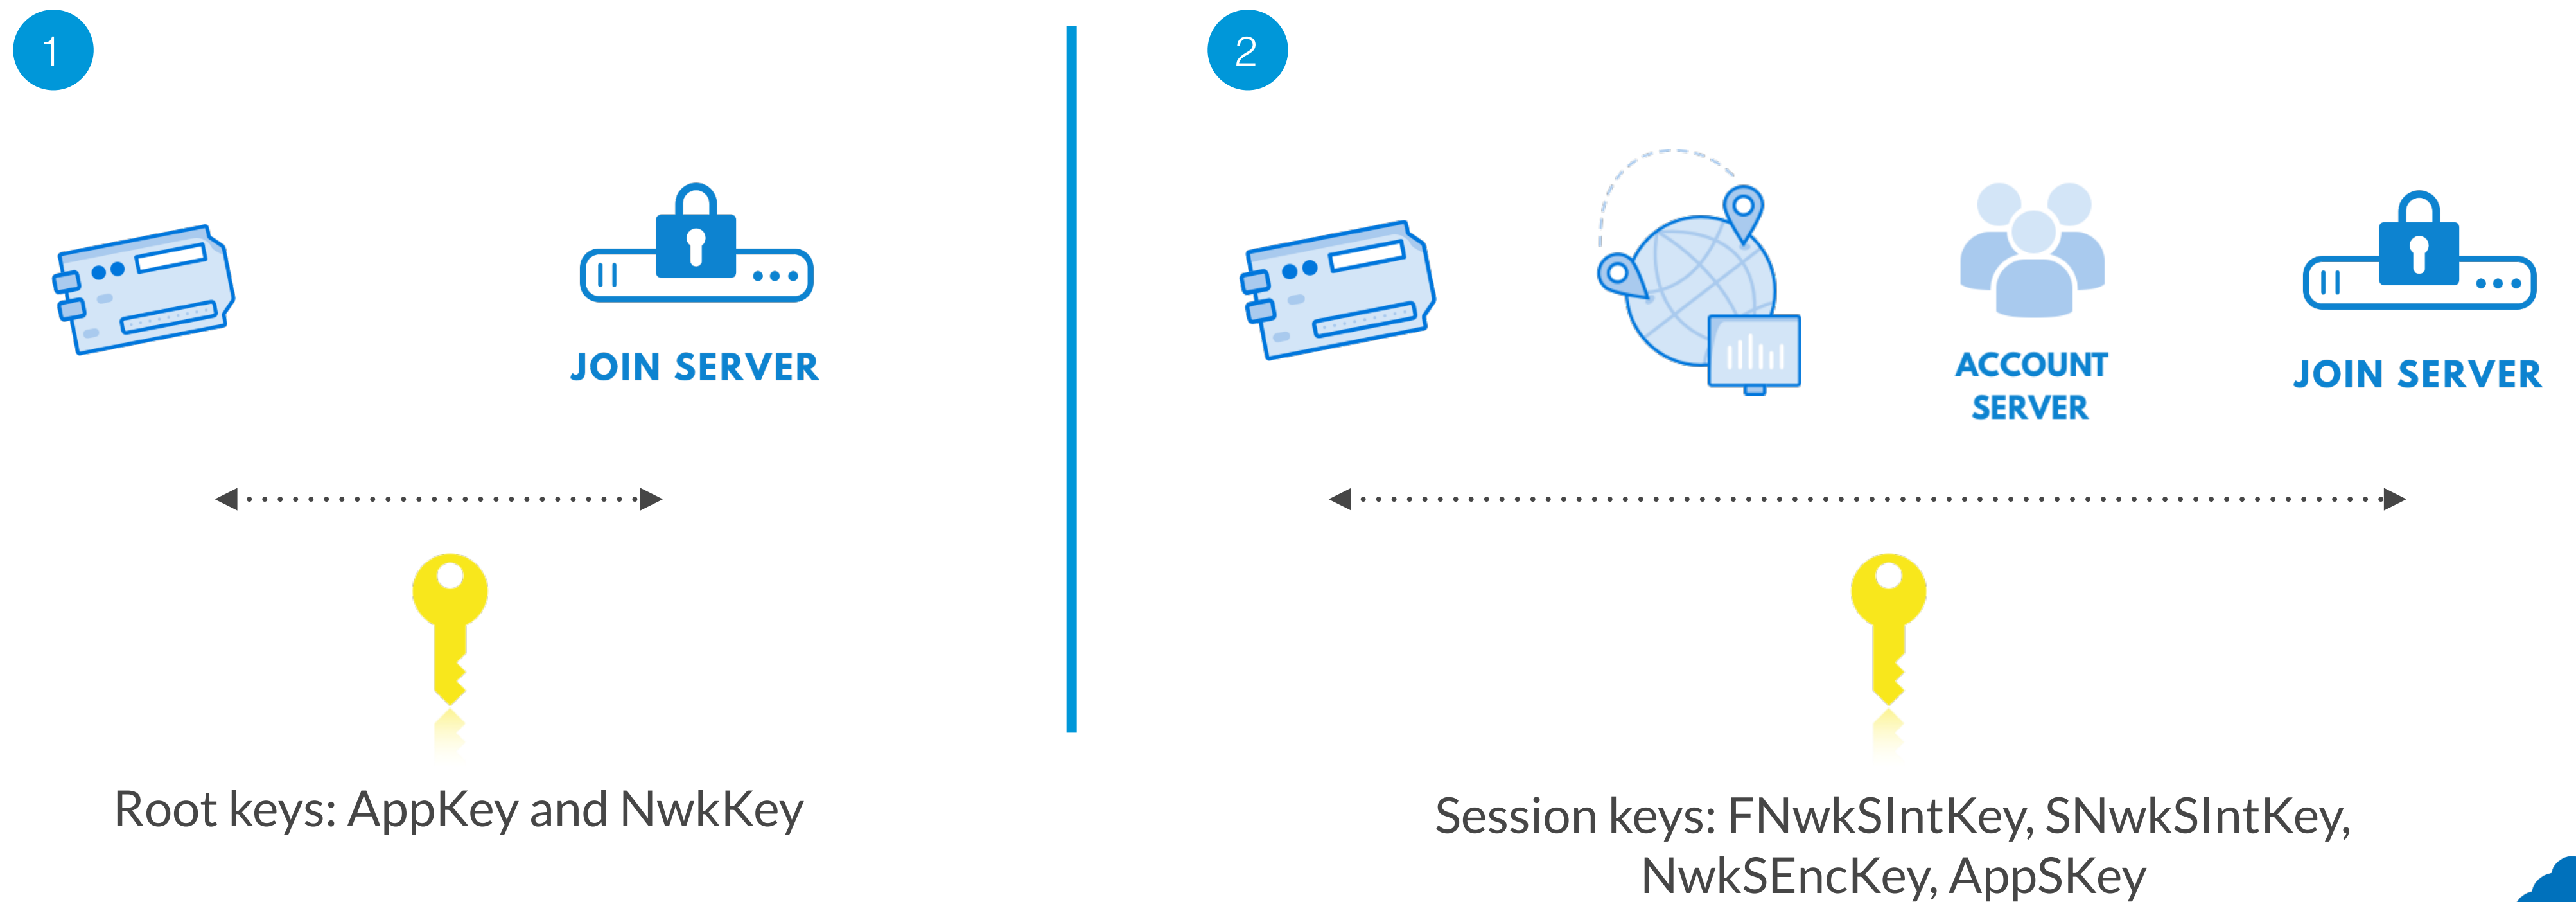 1
JOIN SERVER
Root keys: AppKey and NwkKey
2
ACCOUNT
SERVER
JOIN SERVER
Session keys: FNwkSIntKey, SNwkSIntKey,
NwkSEncKey, AppSKey